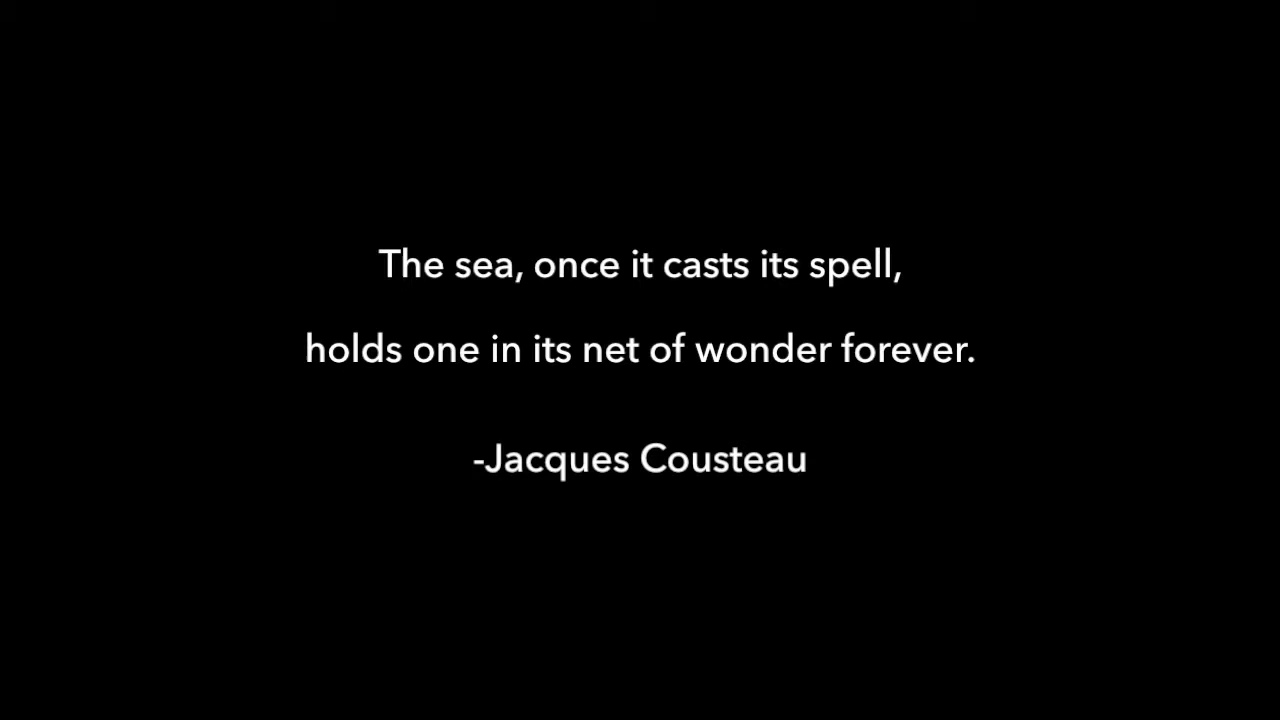 The sea, once it casts its spell,
holds one in its net of wonder forever.
-Jacques Cousteau